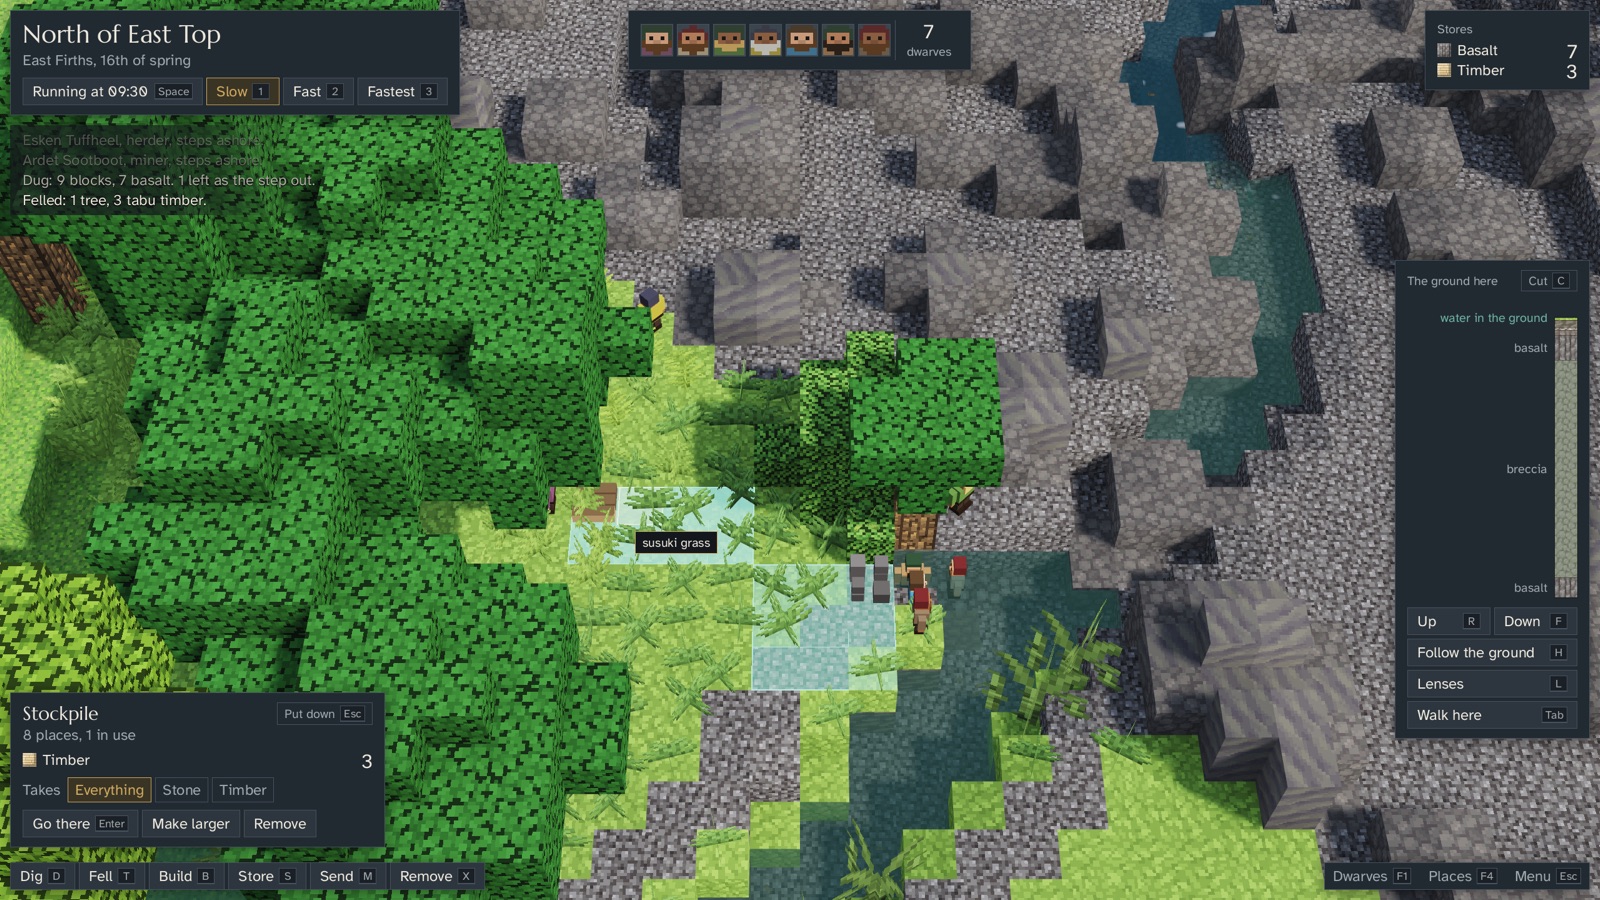 North of East Top
East Firths, 16th of spring
Running at 09:30 Space
Slow 1
Fast 2
Fastest 3
Esken Tuffheel, herder, steps ashore.
Ardet Sootboot, miner, steps ashore.
Dug: 9 blocks, 7 basalt. 1 left as the step out.
Felled: 1 tree, 3 tabu timber.
7
dwarves
Stores
Basalt 7
Timber 3
The ground here
Cut C
water in the ground
basalt
breccia
basalt
Up R
Down F
Follow the ground H
Lenses L
Walk here Tab
susuki grass
Stockpile
Put down Esc
8 places, 1 in use
Timber 3
Takes Everything Stone Timber
Go there Enter
Make larger
Remove
Dig D
Fell T
Build B
Store S
Send M
Remove X
Dwarves F1
Places F4
Menu Esc